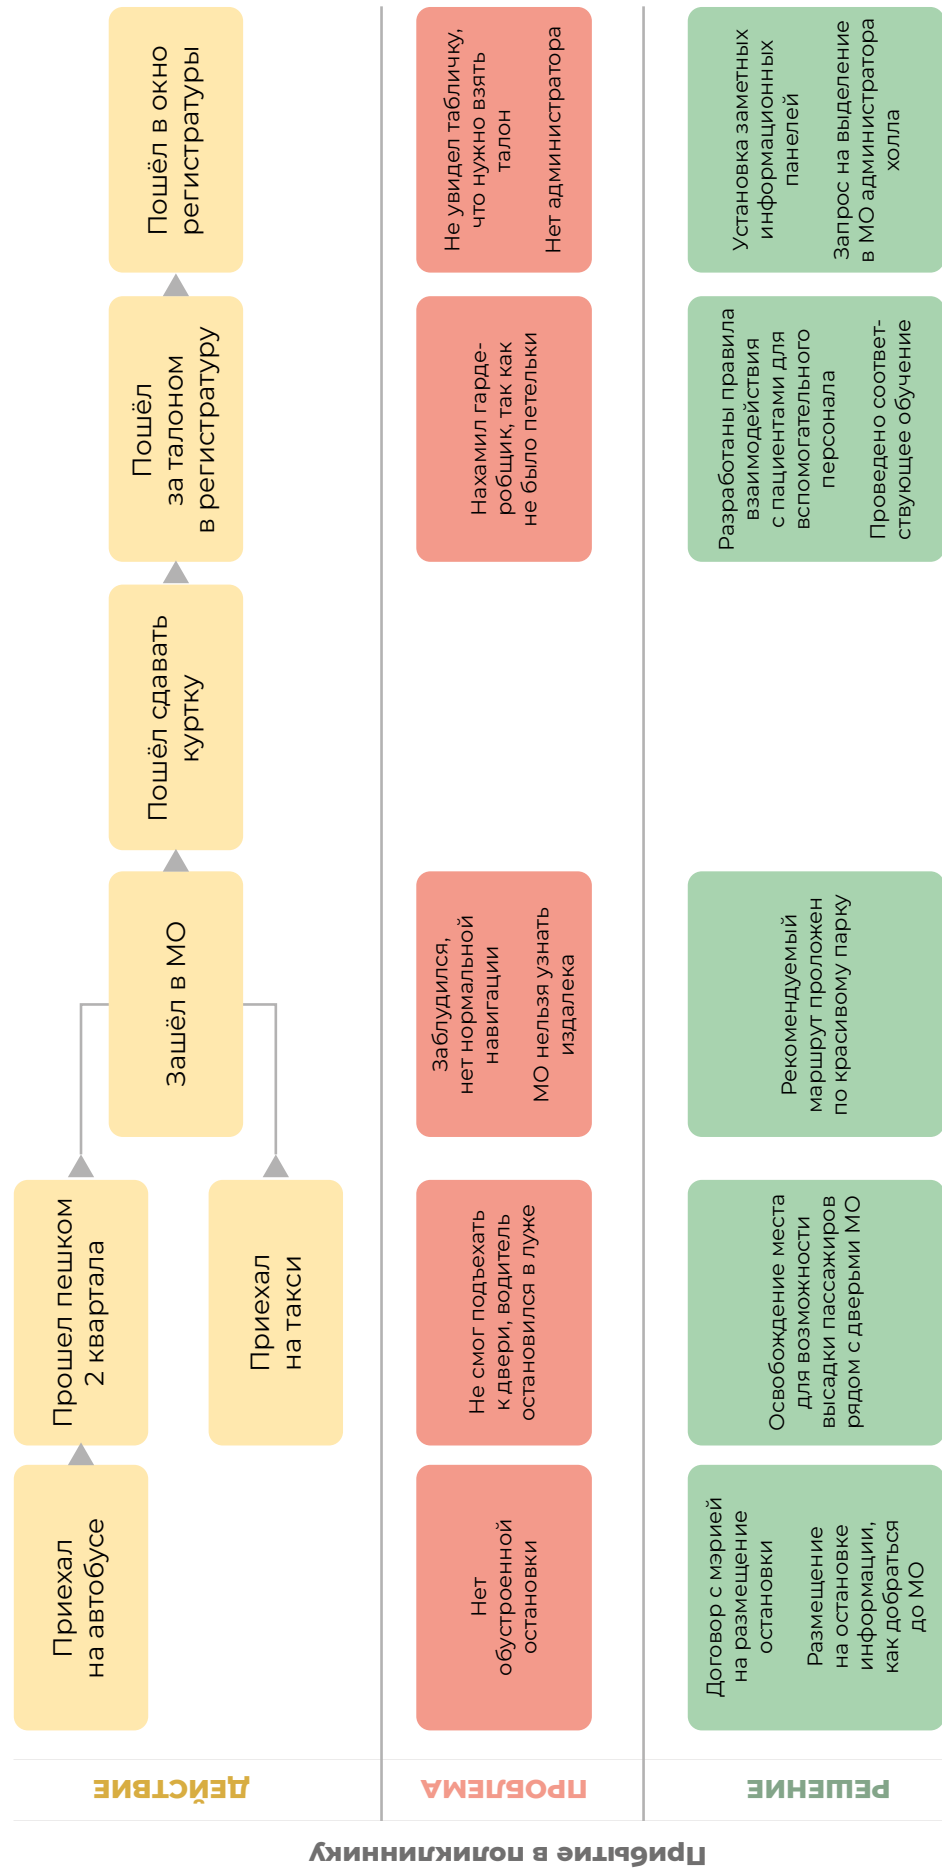 Прибытие в поликлиннику
ДЕЙСТВИЕ
Приехал
на автобусе
Прошел пешком
2 квартала
Приехал
на такси
Зашёл в МО
Пошёл сдавать
куртку
Пошёл
за талоном
в регистратуру
Пошёл в окно
регистратуры
ПРОБЛЕМА
Нет
обустроенной
остановки
Не смог подъехать
к двери, водитель
остановился в луже
Заблудился,
нет нормальной
навигации
МО нельзя узнать
издалека
Нахамил гарде-
робщик, так как
не было петельки
Не увидел табличку,
что нужно взять
талон
Нет администратора
РЕШЕНИЕ
Договор с мэрией
на размещение
остановки
Размещение
на остановке
информации,
как добраться
до МО
Освобождение места
для возможности
высадки пассажиров
рядом с дверьми МО
Рекомендуемый
маршрут проложен
по красивому парку
Разработаны правила
взаимодействия
с пациентами для
вспомогательного
персонала
Проведено соответ-
ствующее обучение
Установка заметных
информационных
панелей
Запрос на выделение
в МО администратора
холла